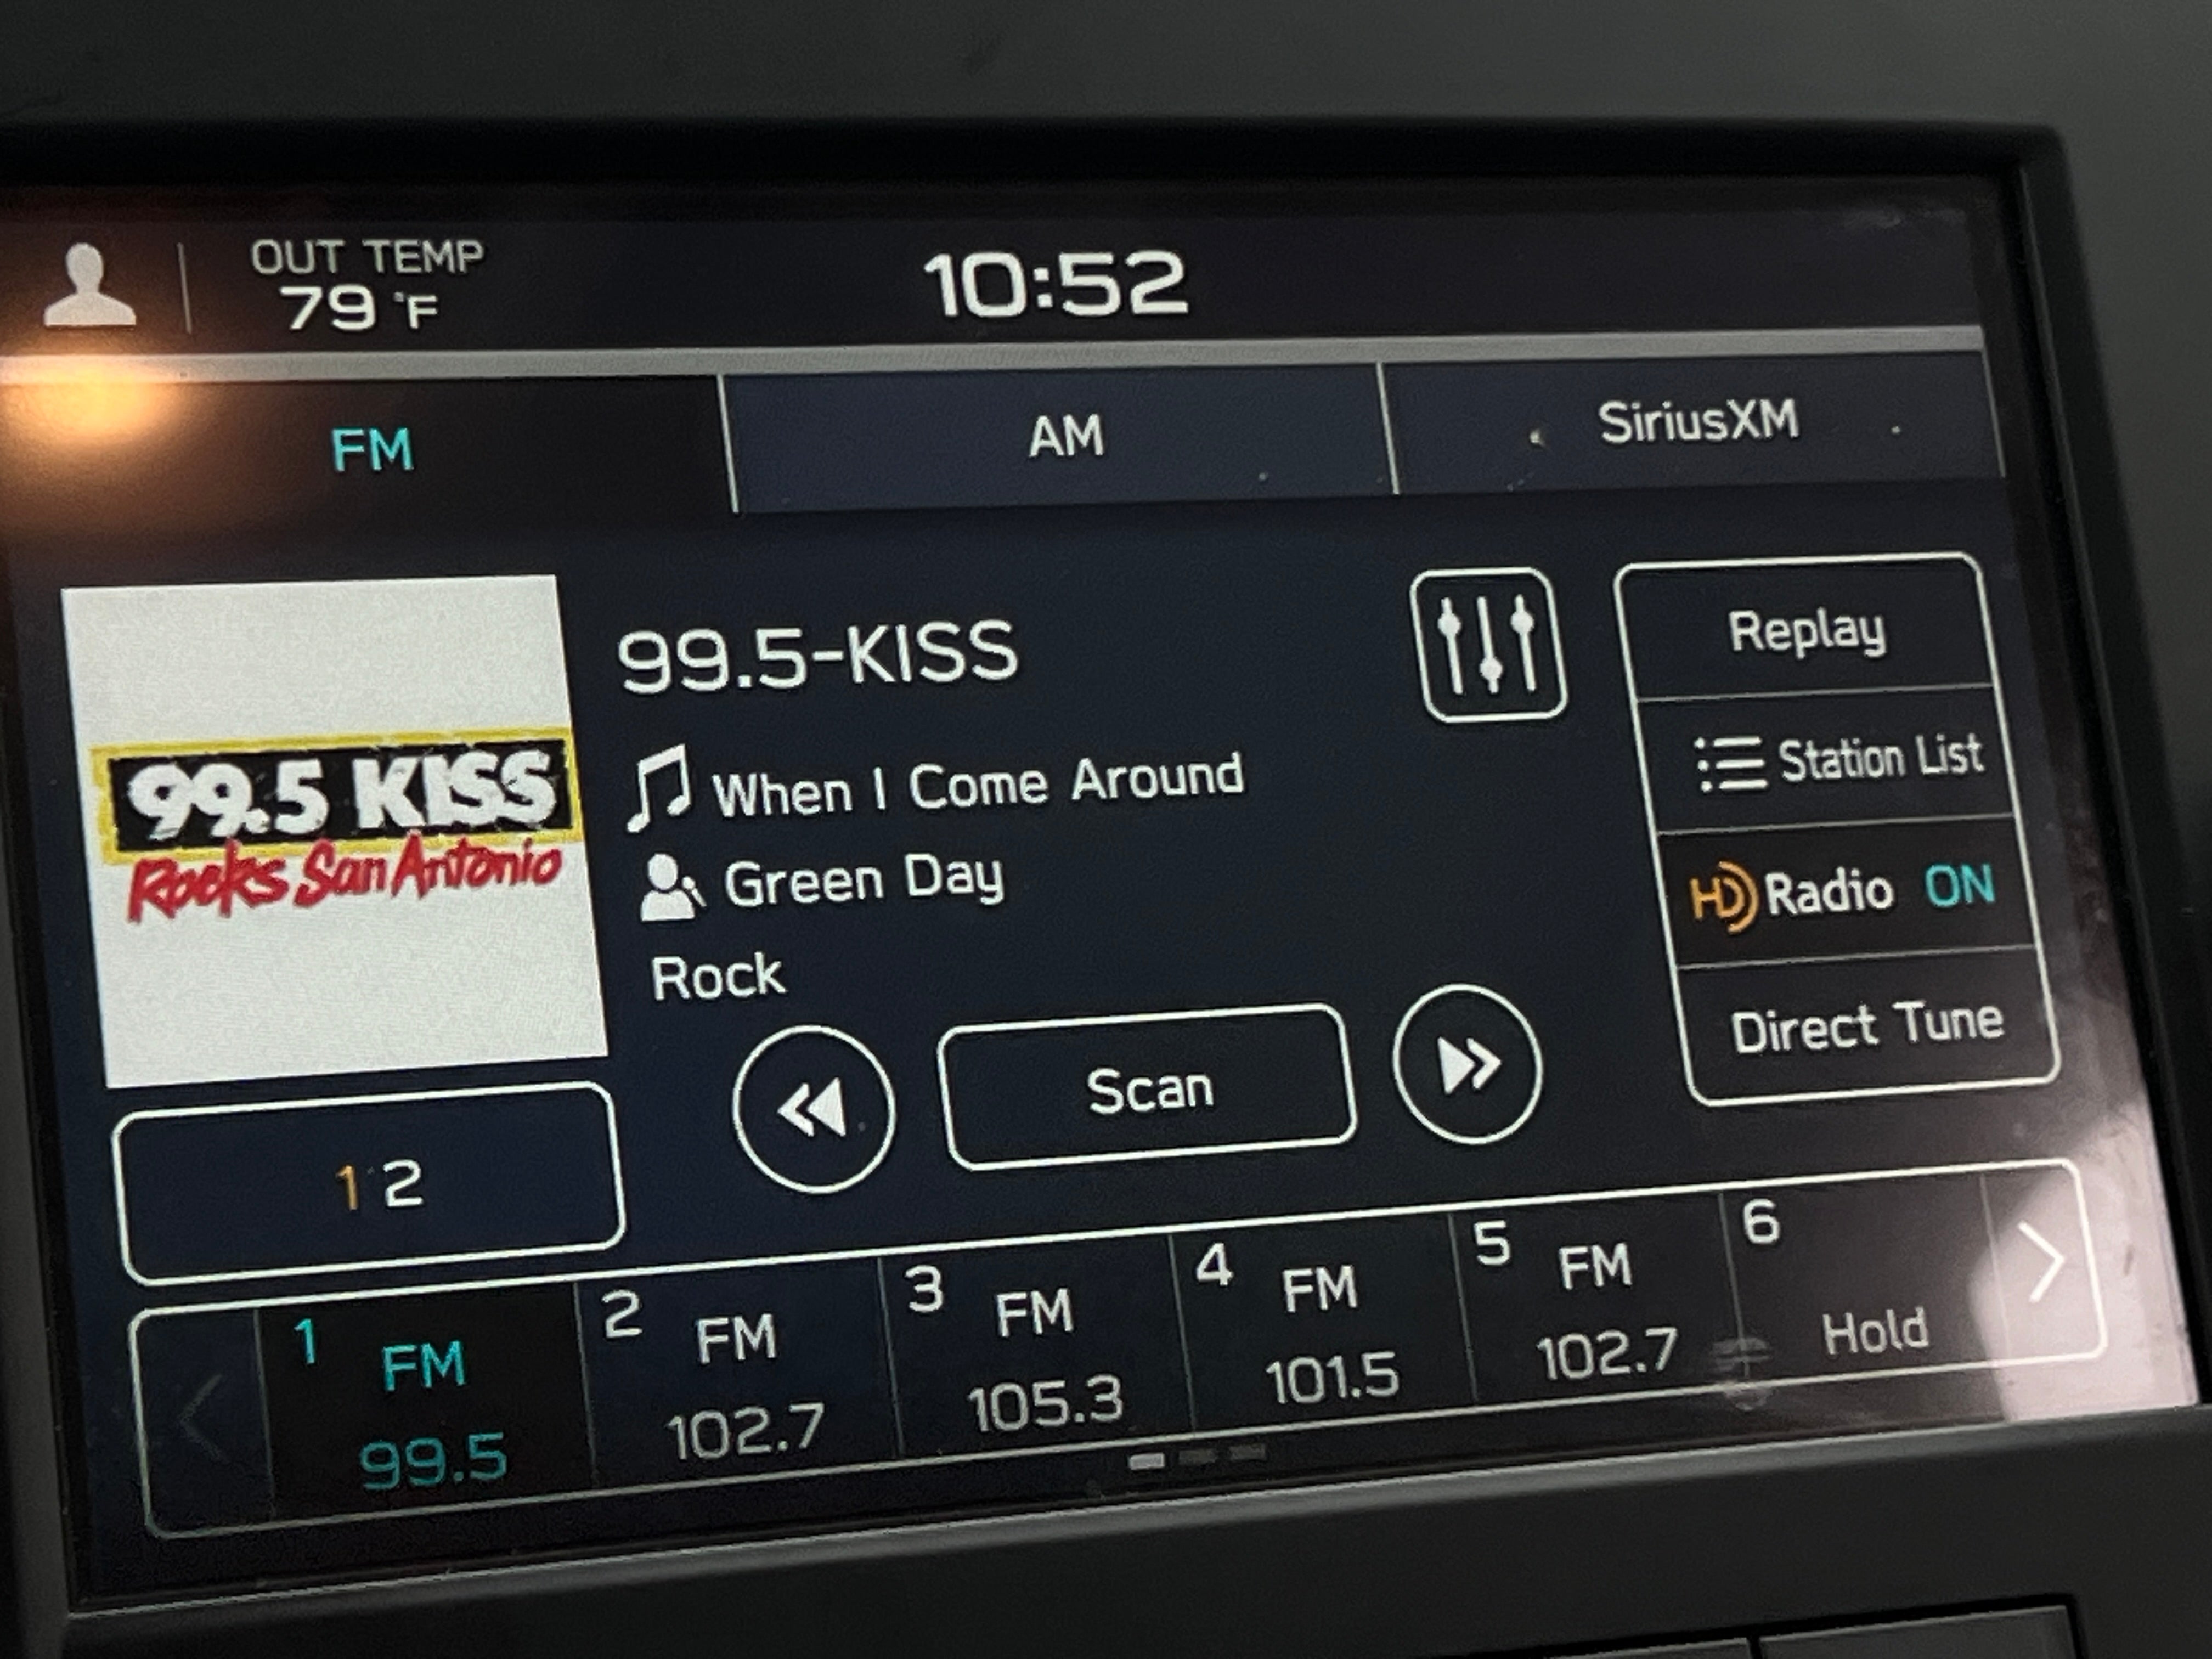 OUT TEMP
79 °F
10:52
FM
AM
SiriusXM
99.5 KISS
Rocks San Antonio
99.5-KISS
When I Come Around
Green Day
Rock
Replay
Station List
HD Radio ON
Direct Tune
1 2
Scan
1 FM 99.5
2 FM 102.7
3 FM 105.3
4 FM 101.5
5 FM 102.7
6 Hold